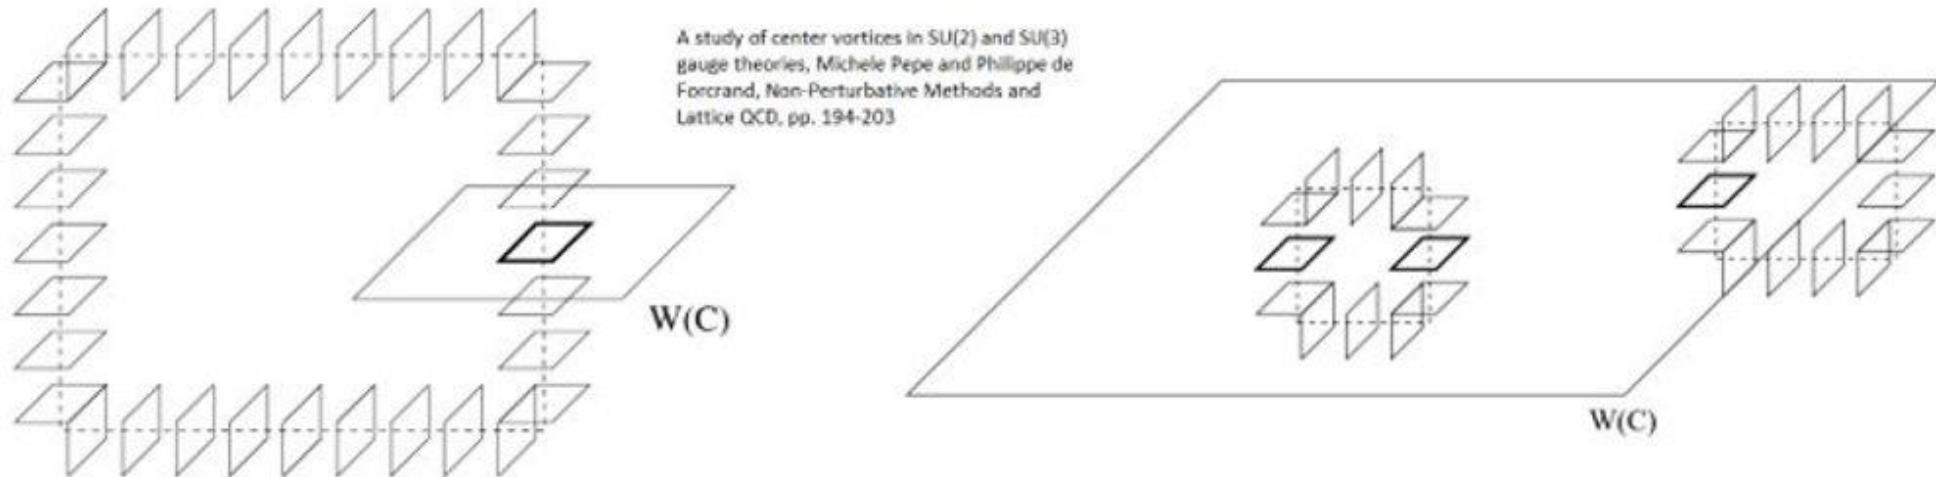 A study of center vortices in SU(2) and SU(3)
gauge theories, Michele Pepe and Philippe de
Forcrand, Non-Perturbative Methods and
Lattice QCD, pp. 194-203
W(C)
W(C)